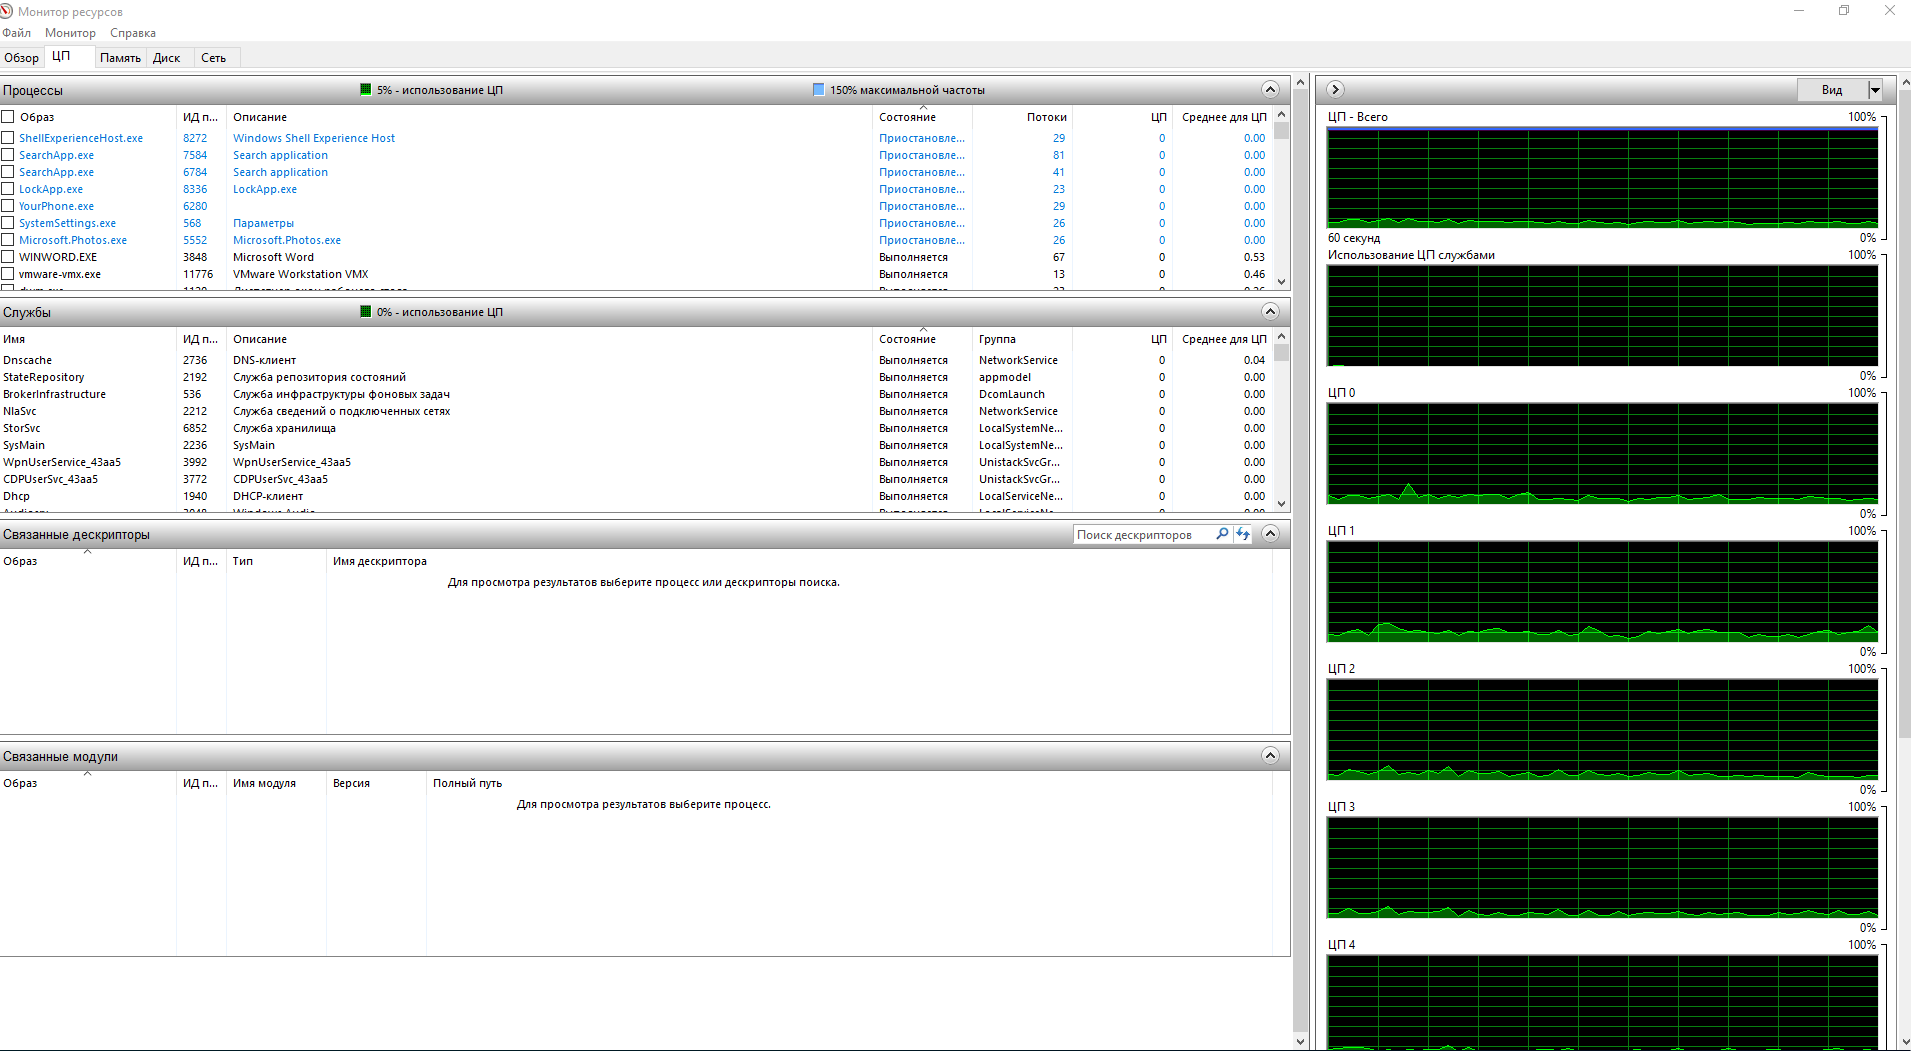 Монитор ресурсов
Файл Монитор Справка
Обзор ЦП Память Диск Сеть
Процессы 5% - использование ЦП 150% максимальной частоты
Образ ИД п... Описание Состояние Потоки ЦП Среднее для ЦП
ShellExperienceHost.exe 8272 Windows Shell Experience Host Приостановле... 29 0 0.00
SearchApp.exe 7584 Search application Приостановле... 81 0 0.00
SearchApp.exe 6784 Search application Приостановле... 41 0 0.00
LockApp.exe 8336 LockApp.exe Приостановле... 23 0 0.00
YourPhone.exe 6280 Приостановле... 29 0 0.00
SystemSettings.exe 568 Параметры Приостановле... 26 0 0.00
Microsoft.Photos.exe 5552 Microsoft.Photos.exe Приостановле... 26 0 0.00
WINWORD.EXE 3848 Microsoft Word Выполняется 67 0 0.53
vmware-vmx.exe 11776 VMware Workstation VMX Выполняется 13 0 0.46
Службы 0% - использование ЦП
Имя ИД п... Описание Состояние Группа ЦП Среднее для ЦП
Dnscache 2736 DNS-клиент Выполняется NetworkService 0 0.04
StateRepository 2192 Служба репозитория состояний Выполняется appmodel 0 0.00
BrokerInfrastructure 536 Служба инфраструктуры фоновых задач Выполняется DcomLaunch 0 0.00
NlaSvc 2212 Служба сведений о подключенных сетях Выполняется NetworkService 0 0.00
StorSvc 6852 Служба хранилища Выполняется LocalSystemNe... 0 0.00
SysMain 2236 SysMain Выполняется LocalSystemNe... 0 0.00
WpnUserService_43aa5 3992 WpnUserService_43aa5 Выполняется UnistackSvcGr... 0 0.00
CDPUserSvc_43aa5 3772 CDPUserSvc_43aa5 Выполняется UnistackSvcGr... 0 0.00
Dhcp 1940 DHCP-клиент Выполняется LocalServiceNe... 0 0.00
Связанные дескрипторы Поиск дескрипторов
Образ ИД п... Тип Имя дескриптора
Для просмотра результатов выберите процесс или дескрипторы поиска.
Связанные модули
Образ ИД п... Имя модуля Версия Полный путь
Для просмотра результатов выберите процесс.
Вид
ЦП - Всего 100%
60 секунд 0%
Использование ЦП службами 100%
0%
ЦП 0 100%
0%
ЦП 1 100%
0%
ЦП 2 100%
0%
ЦП 3 100%
0%
ЦП 4 100%